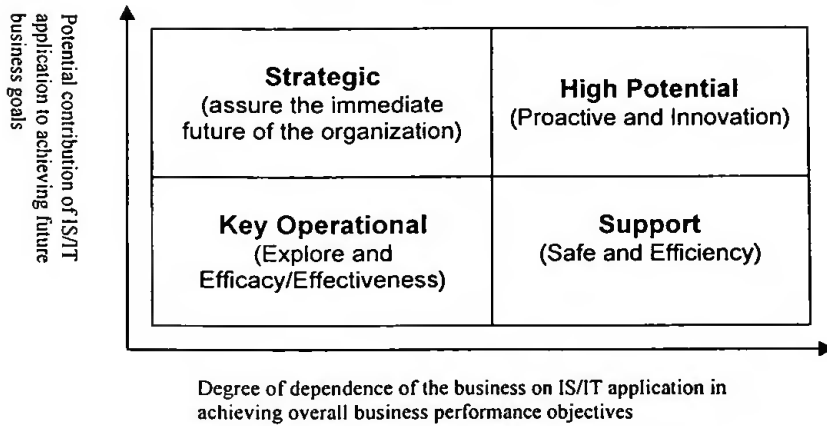 Potential contribution of IS/IT
application to achieving future
business goals
Strategic
(assure the immediate
future of the organization)
High Potential
(Proactive and Innovation)
Key Operational
(Explore and
Efficacy/Effectiveness)
Support
(Safe and Efficiency)
Degree of dependence of the business on IS/IT application in
achieving overall business performance objectives